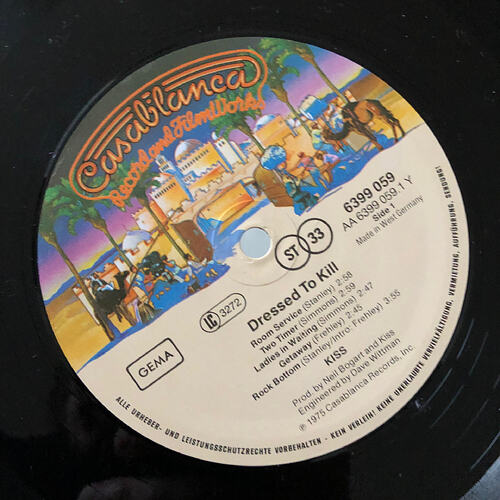 Casablanca
Record and FilmWorks
ST 33
6399 059
AA 6399 059.1 Y
Side 1
Made in West Germany
LC 3272
GEMA
Dressed To Kill
Room Service (Stanley) 2:58
Two Timer (Simmons) 2:59
Ladies in Waiting (Simmons) 2:47
Getaway (Frehley) 2:45
Rock Bottom (Stanley/Intro: Frehley) 3:55
KISS
Prod. by Neil Bogart and Kiss
Engineered by Dave Wittman
℗ 1975 Casablanca Records, Inc.
ALLE URHEBER- UND LEISTUNGSSCHUTZRECHTE VORBEHALTEN - KEIN VERLEIH! KEINE UNERLAUBTE VERVIELFÄLTIGUNG, VERMIETUNG, AUFFÜHRUNG, SENDUNG!